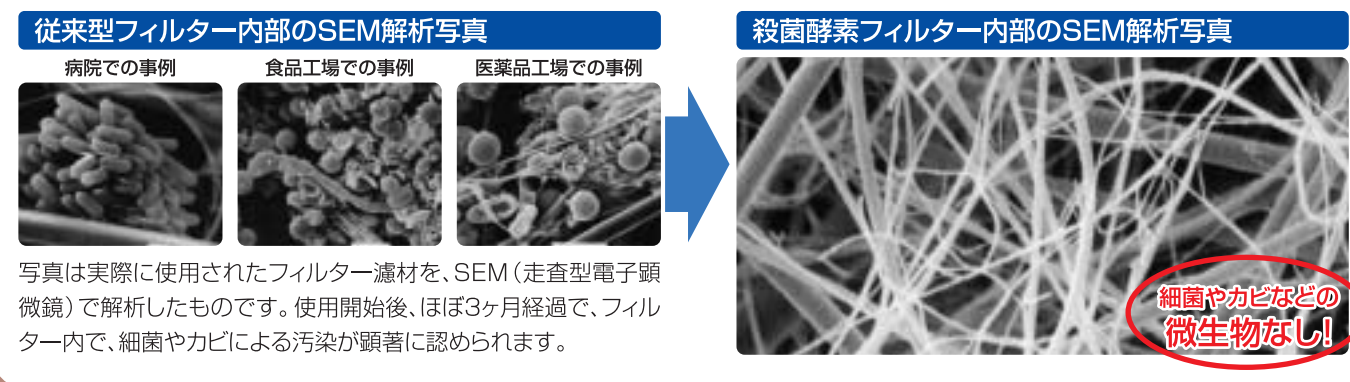 従来型フィルター内部のSEM解析写真
病院での事例
食品工場での事例
医薬品工場での事例
写真は実際に使用されたフィルター濾材を、SEM(走査型電子顕
微鏡)で解析したものです。使用開始後、ほぼ3ヶ月経過で、フィル
ター内で、細菌やカビによる汚染が顕著に認められます。
殺菌酵素フィルター内部のSEM解析写真
細菌やカビなどの
微生物なし!